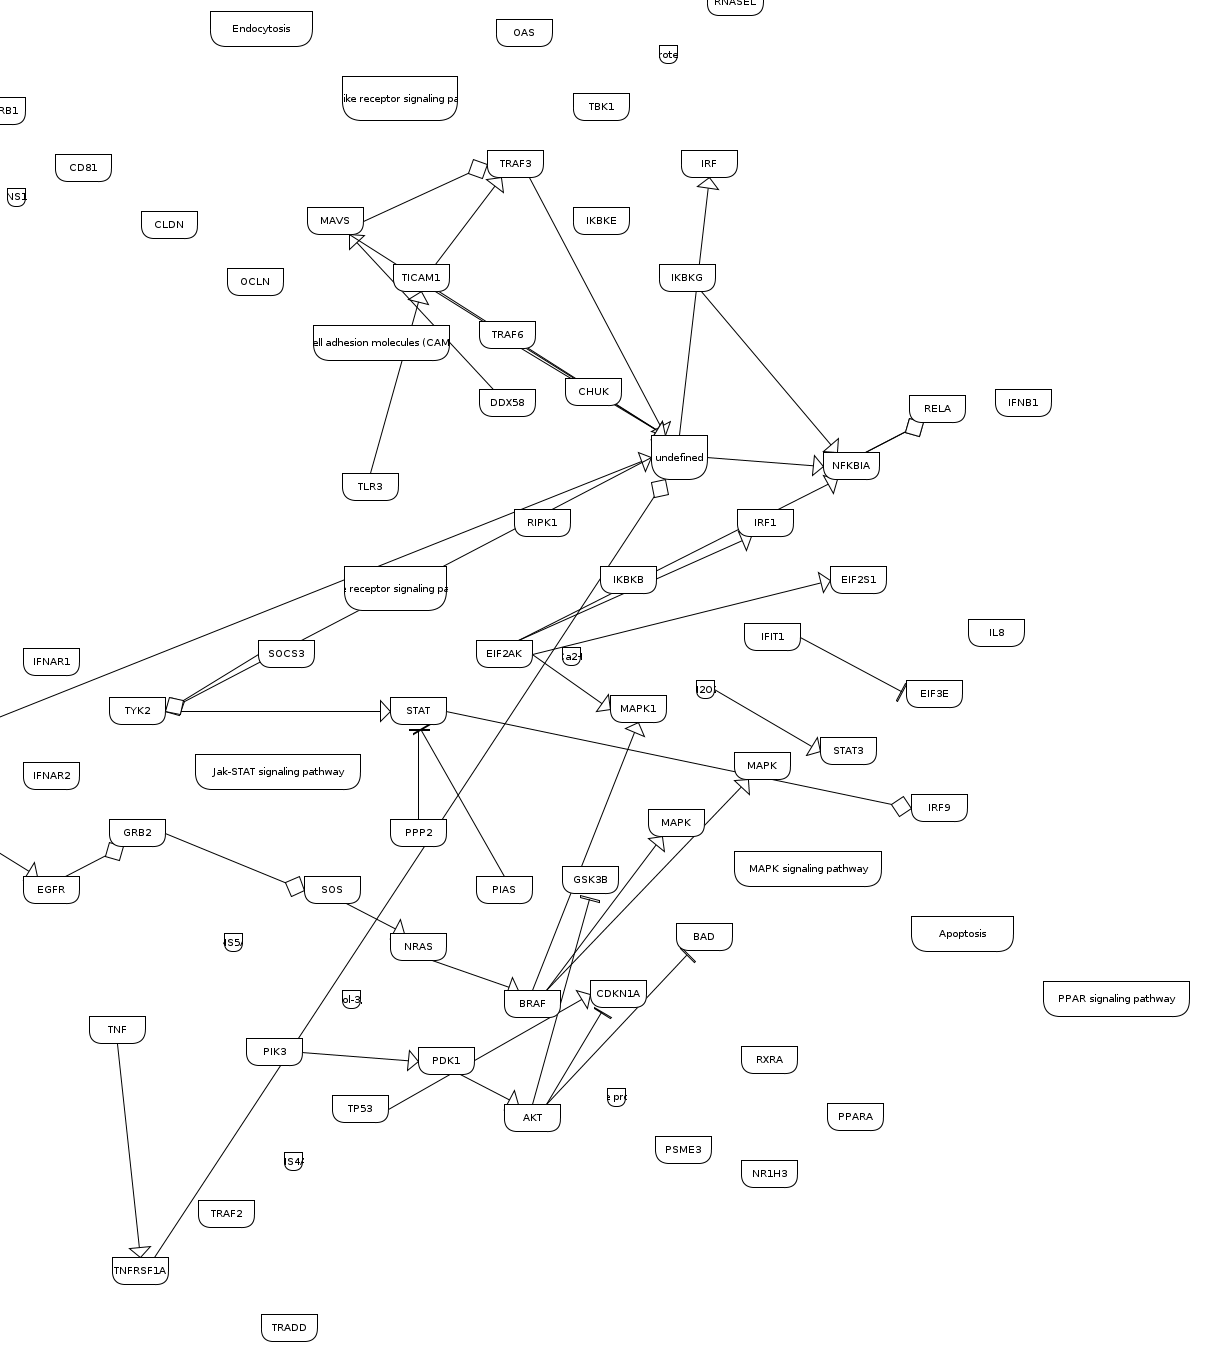 RNASEL
Endocytosis
OAS
rote
ike receptor signaling pa
TBK1
RB1
TRAF3
IRF
CD81
NS1
MAVS
IKBKE
CLDN
TICAM1
IKBKG
OCLN
TRAF6
ell adhesion molecules (CAM
CHUK
DDX58
RELA
IFNB1
undefined
NFKBIA
TLR3
RIPK1
IRF1
IKBKB
EIF2S1
receptor signaling pa
IFIT1
IL8
SOCS3
EIF2AK
Ca2+
IFNAR1
EIF3E
TYK2
STAT
MAPK1
STAT3
Jak-STAT signaling pathway
MAPK
IFNAR2
IRF9
GRB2
PPP2
MAPK
MAPK signaling pathway
EGFR
SOS
PIAS
GSK3B
NRAS
BAD
Apoptosis
BRAF
CDKN1A
ol-3,
PPAR signaling pathway
TNF
PIK3
PDK1
RXRA
TP53
AKT
e pro
PPARA
PSME3
NR1H3
TRAF2
TNFRSF1A
TRADD